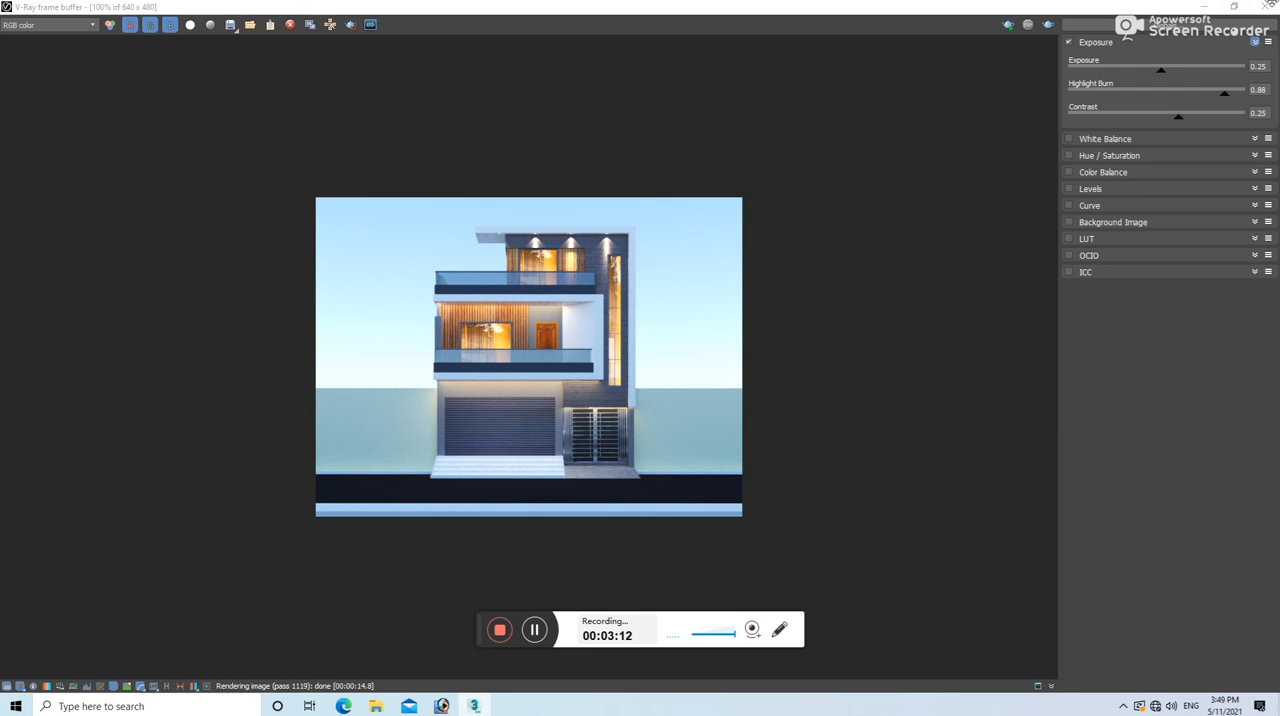 V-Ray frame buffer - [100% of 640 x 480]
RGB color
Apowersoft
Screen Recorder
Exposure
Exposure
0.25
Highlight Burn
0.88
Contrast
0.25
White Balance
Hue / Saturation
Color Balance
Levels
Curve
Background Image
LUT
OCIO
ICC
Recording...
00:03:12
Rendering image (pass 1119): done [00:00:14.8]
Type here to search
ENG
3:49 PM
5/11/2021